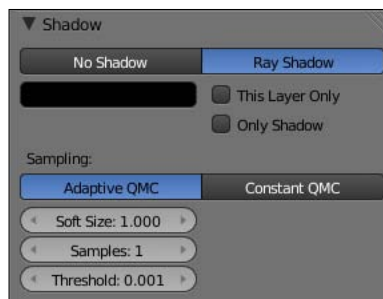 Shadow
No Shadow Ray Shadow
This Layer Only
Only Shadow
Sampling:
Adaptive QMC Constant QMC
Soft Size: 1.000
Samples: 1
Threshold: 0.001